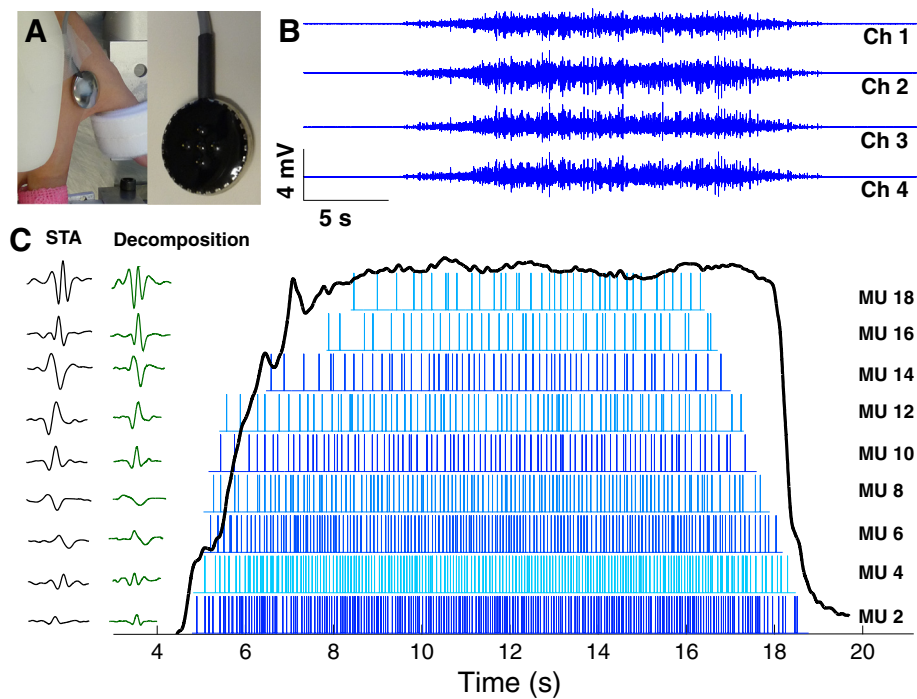 A
B
Ch 1
Ch 2
Ch 3
Ch 4
4 mV
5 s
C
STA
Decomposition
MU 18
MU 16
MU 14
MU 12
MU 10
MU 8
MU 6
MU 4
MU 2
4 6 8 10 12 14 16 18 20
Time (s)